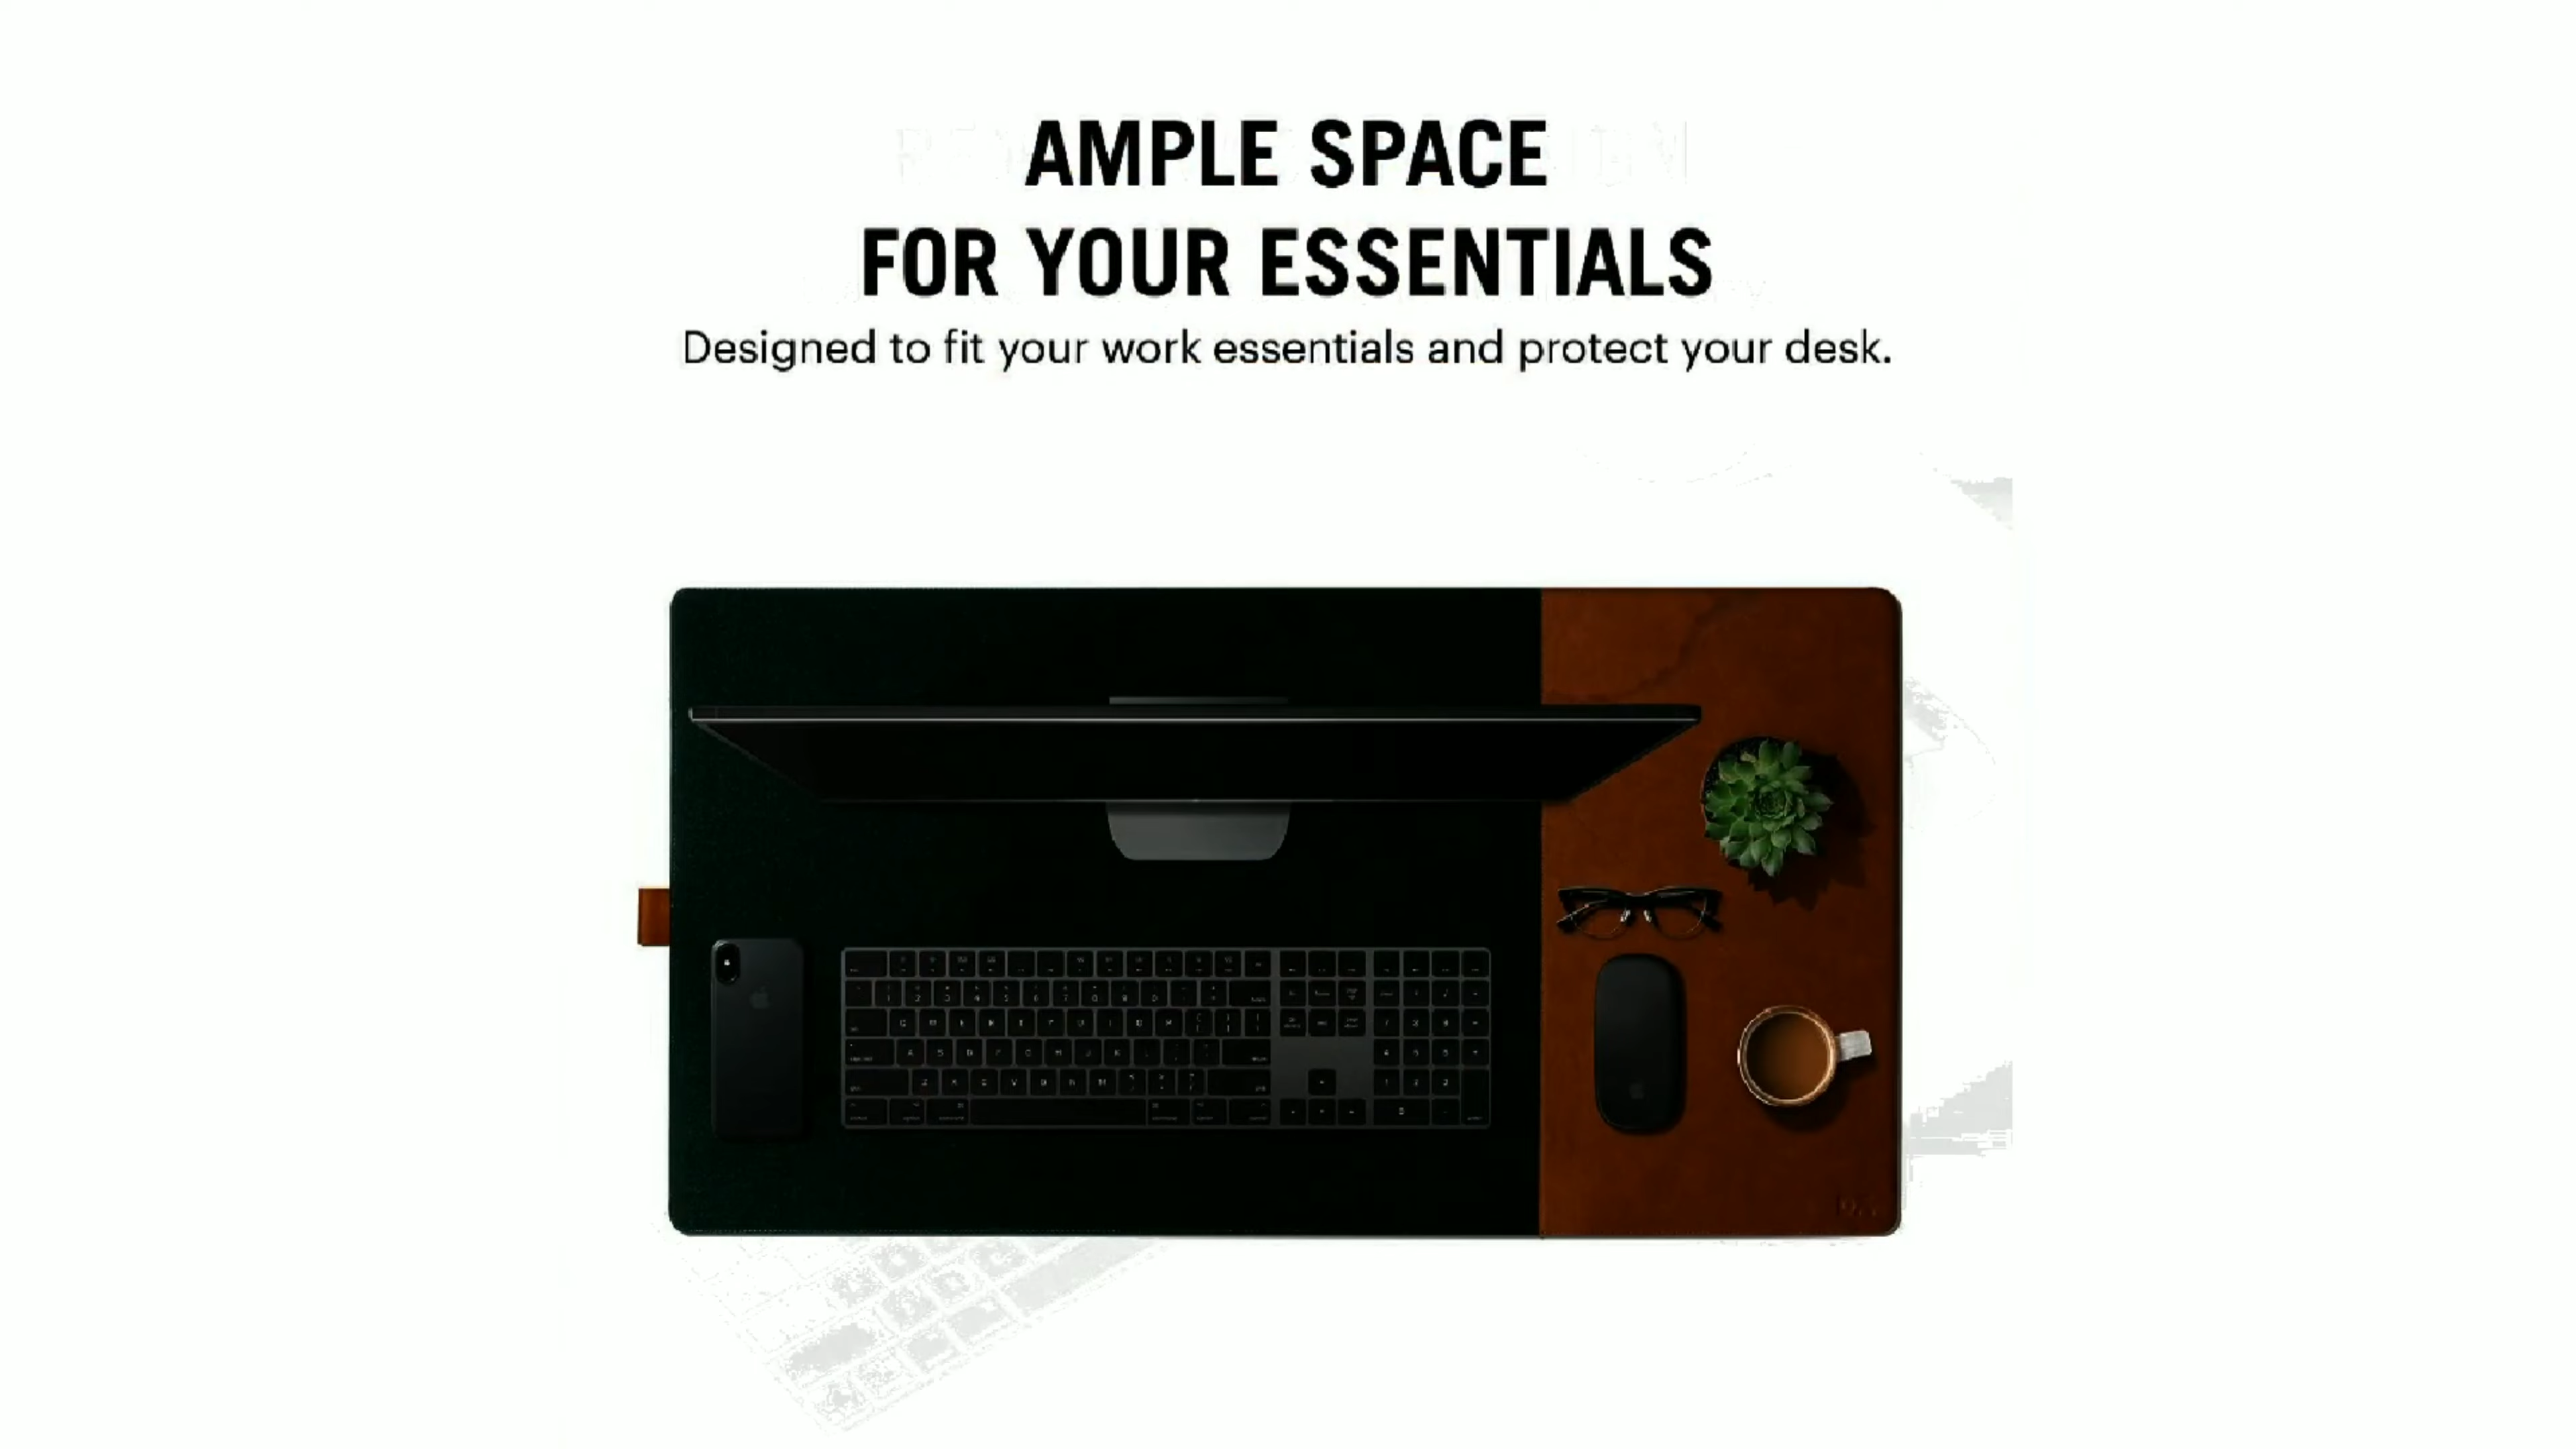 AMPLE SPACE
FOR YOUR ESSENTIALS
Designed to fit your work essentials and protect your desk.